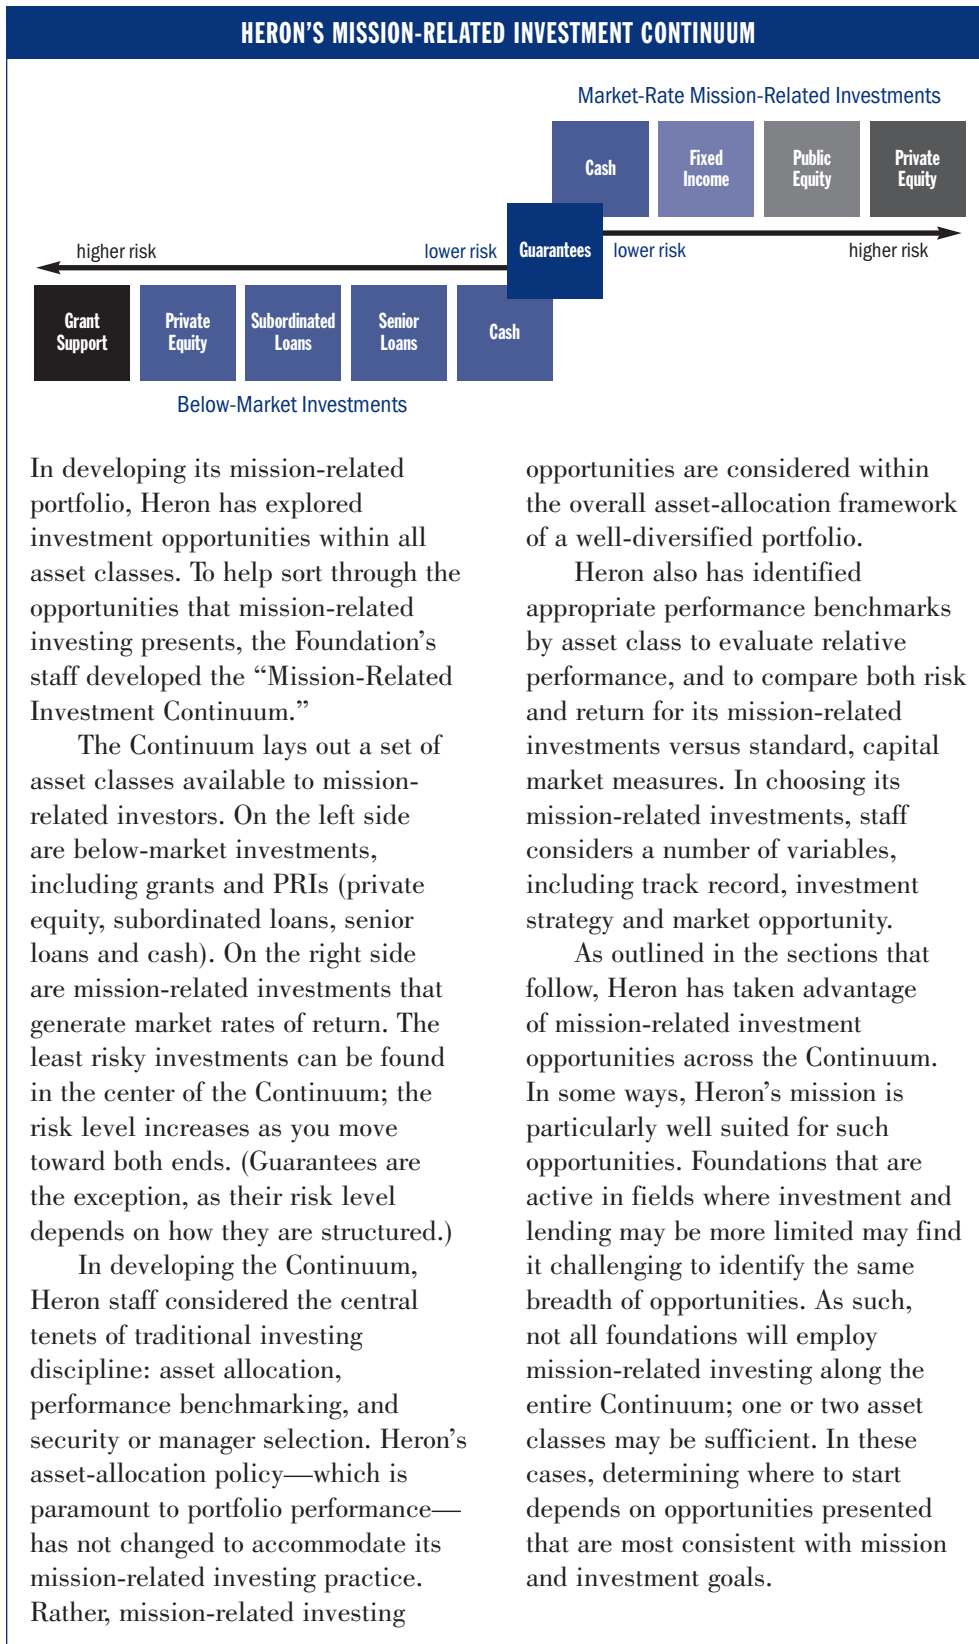 HERON'S MISSION-RELATED INVESTMENT CONTINUUM
Market-Rate Mission-Related Investments
Cash
Fixed
Income
Public
Equity
Private
Equity
higher risk
lower risk
Guarantees
lower risk
higher risk
Grant
Support
Private
Equity
Subordinated
Loans
Senior
Loans
Cash
Below-Market Investments
In developing its mission-related
portfolio, Heron has explored
investment opportunities within all
asset classes. To help sort through the
opportunities that mission-related
investing presents, the Foundation’s
staff developed the “Mission-Related
Investment Continuum.”
The Continuum lays out a set of
asset classes available to mission-
related investors. On the left side
are below-market investments,
including grants and PRIs (private
equity, subordinated loans, senior
loans and cash). On the right side
are mission-related investments that
generate market rates of return. The
least risky investments can be found
in the center of the Continuum; the
risk level increases as you move
toward both ends. (Guarantees are
the exception, as their risk level
depends on how they are structured.)
In developing the Continuum,
Heron staff considered the central
tenets of traditional investing
discipline: asset allocation,
performance benchmarking, and
security or manager selection. Heron’s
asset-allocation policy—which is
paramount to portfolio performance—
has not changed to accommodate its
mission-related investing practice.
Rather, mission-related investing
opportunities are considered within
the overall asset-allocation framework
of a well-diversified portfolio.
Heron also has identified
appropriate performance benchmarks
by asset class to evaluate relative
performance, and to compare both risk
and return for its mission-related
investments versus standard, capital
market measures. In choosing its
mission-related investments, staff
considers a number of variables,
including track record, investment
strategy and market opportunity.
As outlined in the sections that
follow, Heron has taken advantage
of mission-related investment
opportunities across the Continuum.
In some ways, Heron’s mission is
particularly well suited for such
opportunities. Foundations that are
active in fields where investment and
lending may be more limited may find
it challenging to identify the same
breadth of opportunities. As such,
not all foundations will employ
mission-related investing along the
entire Continuum; one or two asset
classes may be sufficient. In these
cases, determining where to start
depends on opportunities presented
that are most consistent with mission
and investment goals.